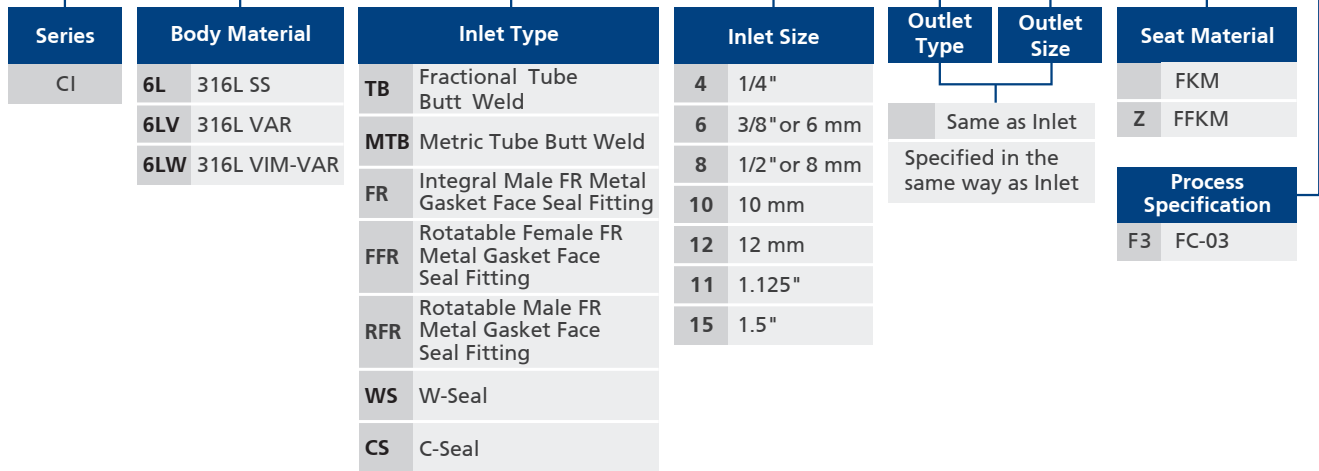 Series
CI
Body Material
6L 316L SS
6LV 316L VAR
6LW 316L VIM-VAR
Inlet Type
TB Fractional Tube
Butt Weld
MTB Metric Tube Butt Weld
FR Integral Male FR Metal
Gasket Face Seal Fitting
FFR Rotatable Female FR
Metal Gasket Face
Seal Fitting
RFR Rotatable Male FR
Metal Gasket Face
Seal Fitting
WS W-Seal
CS C-Seal
Inlet Size
4 1/4"
6 3/8"or 6 mm
8 1/2"or 8 mm
10 10 mm
12 12 mm
11 1.125"
15 1.5"
Outlet
Type
Outlet
Size
Same as Inlet
Specified in the
same way as Inlet
Seat Material
FKM
Z FFKM
Process
Specification
F3 FC-03